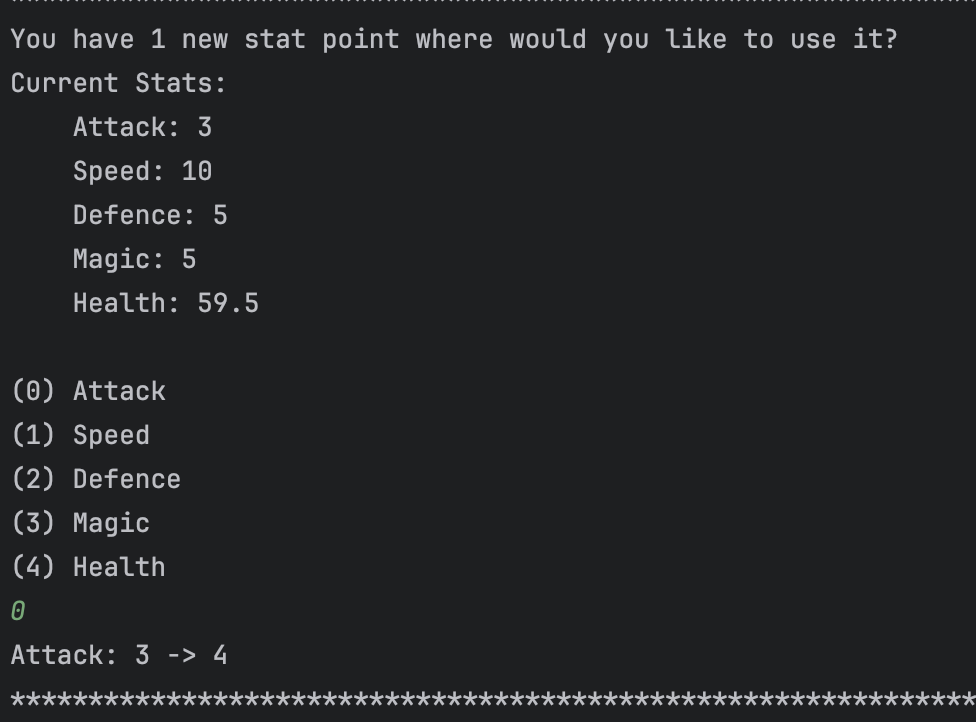 You have 1 new stat point where would you like to use it?
Current Stats:
    Attack: 3
    Speed: 10
    Defence: 5
    Magic: 5
    Health: 59.5

(0) Attack
(1) Speed
(2) Defence
(3) Magic
(4) Health
0
Attack: 3 -> 4
**************************************************************